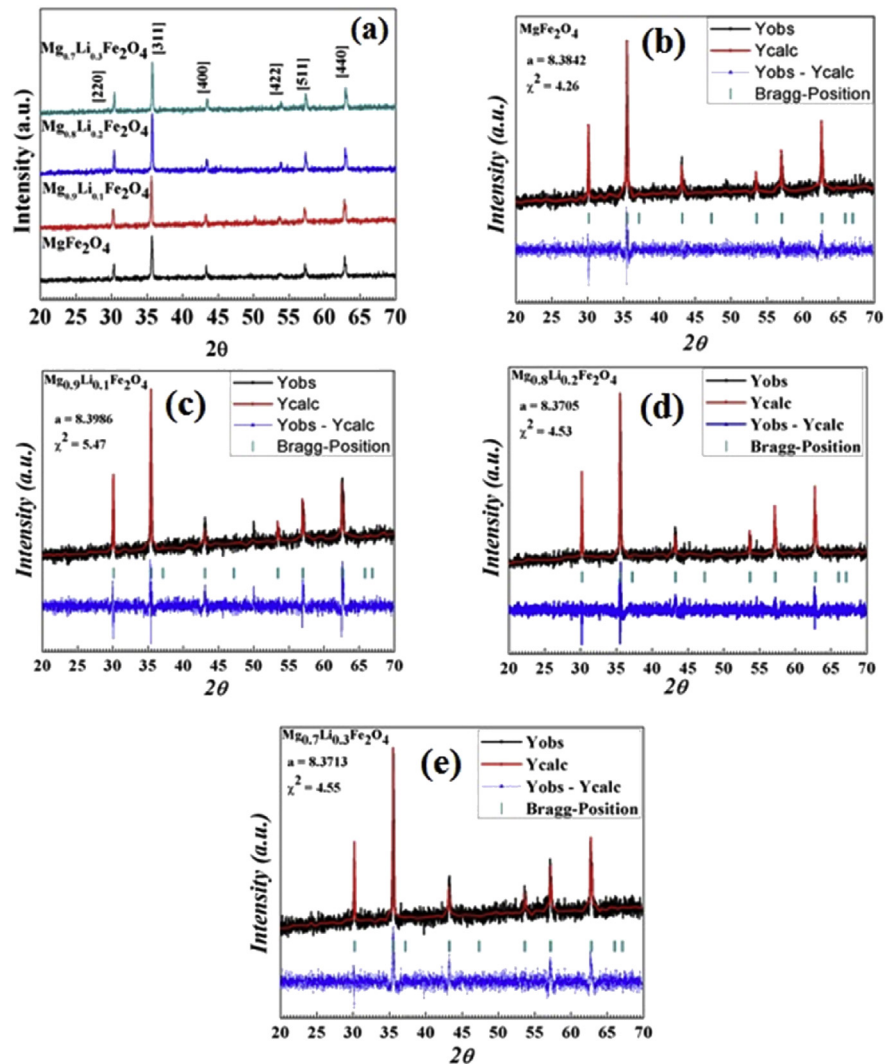 (a)
Mg0.7Li0.3Fe2O4
[220]
[311]
[400]
[422]
[511]
[440]
Mg0.8Li0.2Fe2O4
Mg0.9Li0.1Fe2O4
MgFe2O4
Intensity (a.u.)
20 25 30 35 40 45 50 55 60 65 70
2θ
MgFe2O4
(b)
a = 8.3842
χ2 = 4.26
Yobs
Ycalc
Yobs - Ycalc
Bragg-Position
Intensity (a.u.)
20 25 30 35 40 45 50 55 60 65 70
2θ
Mg0.9Li0.1Fe2O4
(c)
a = 8.3986
χ2 = 5.47
Yobs
Ycalc
Yobs - Ycalc
Bragg-Position
Intensity (a.u.)
20 25 30 35 40 45 50 55 60 65 70
2θ
Mg0.8Li0.2Fe2O4
(d)
a = 8.3705
χ2 = 4.53
Yobs
Ycalc
Yobs - Ycalc
Bragg-Position
Intensity (a.u.)
20 25 30 35 40 45 50 55 60 65 70
2θ
Mg0.7Li0.3Fe2O4
(e)
a = 8.3713
χ2 = 4.55
Yobs
Ycalc
Yobs - Ycalc
Bragg-Position
Intensity (a.u.)
20 25 30 35 40 45 50 55 60 65 70
2θ